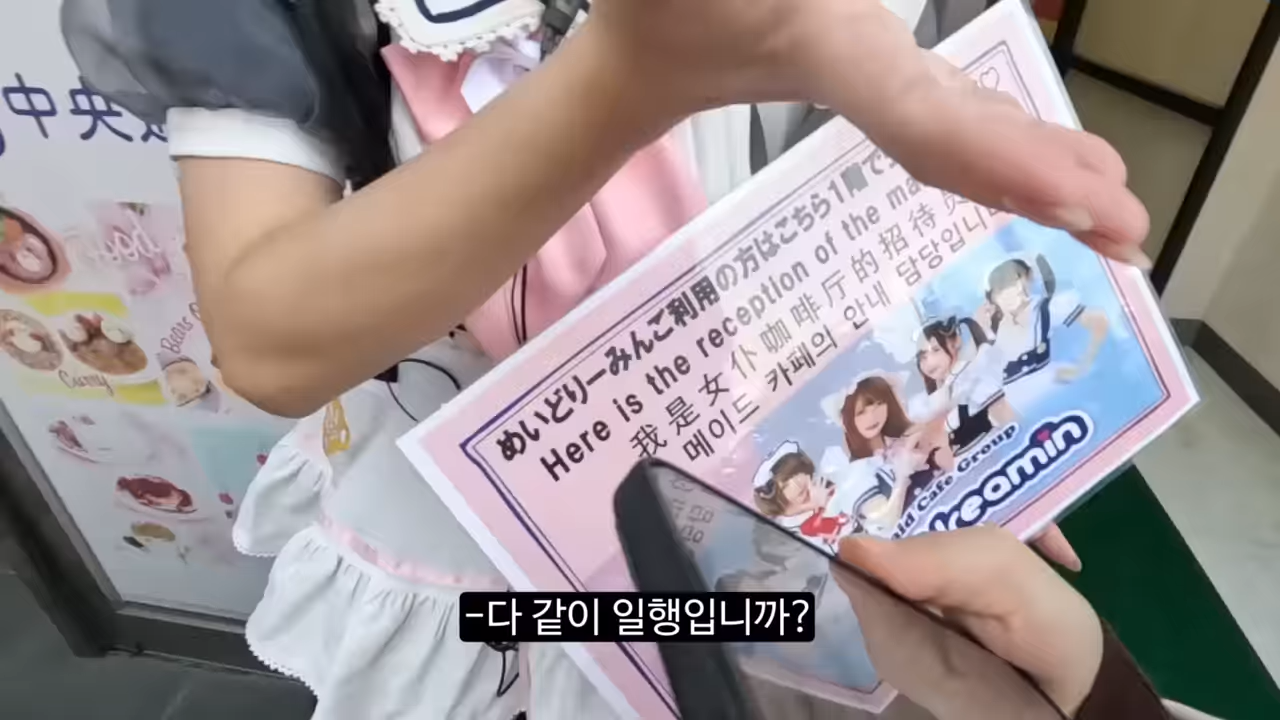 中央
Food
Curry
Bears
めいどりーみんご利用の方はこちら1階で
Here is the reception of the
我是女仆咖啡厅的招待
메이드 카페의 안내 담당입니
Cafe Group
-다 같이 일행입니까?